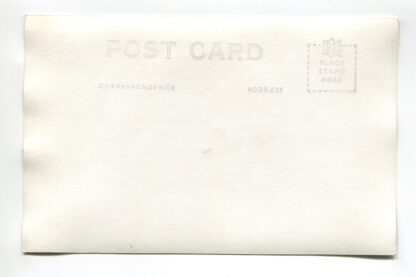 POST CARD
CORRESPONDENCE
ADDRESS
PLACE
STAMP
HERE